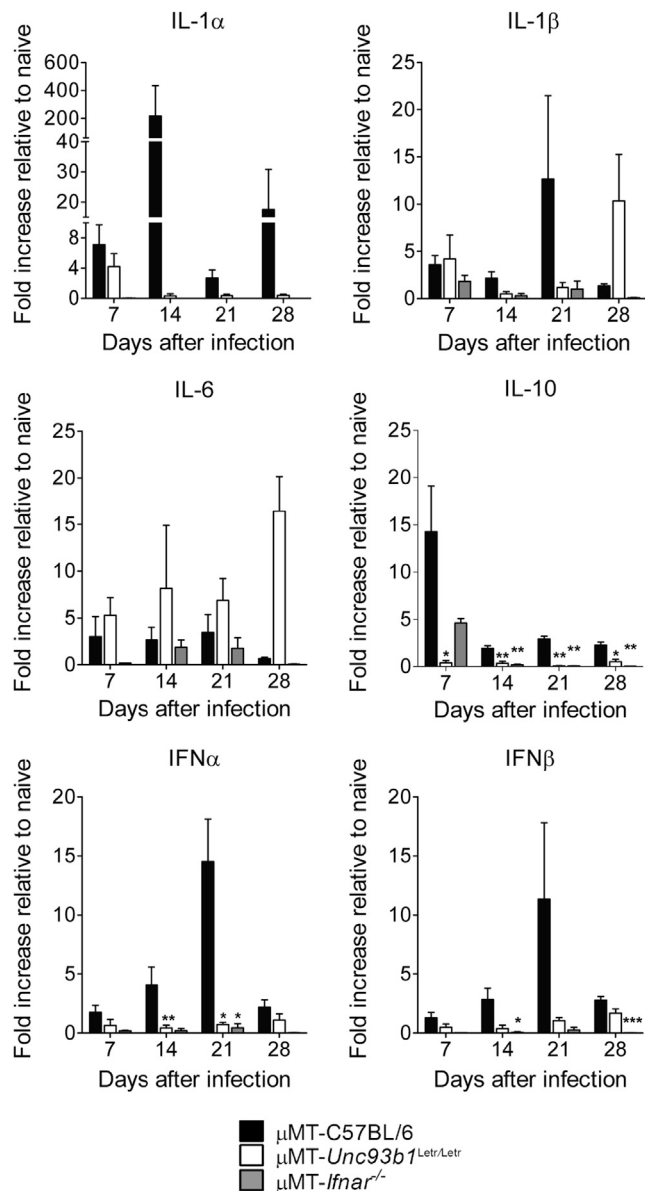 IL-1α
Fold increase relative to naive
600
400
200
40
30
20
8
4
0
7 14 21 28
Days after infection
IL-1β
Fold increase relative to naive
25
20
15
10
5
0
7 14 21 28
Days after infection
IL-6
Fold increase relative to naive
25
20
15
10
5
0
7 14 21 28
Days after infection
IL-10
Fold increase relative to naive
25
20
15
10
5
0
* ** ** ** ** * **
7 14 21 28
Days after infection
IFNα
Fold increase relative to naive
20
15
10
5
0
** * *
7 14 21 28
Days after infection
IFNβ
Fold increase relative to naive
20
15
10
5
0
* ***
7 14 21 28
Days after infection
μMT-C57BL/6
μMT-Unc93b1Letr/Letr
μMT-Ifnar-/-